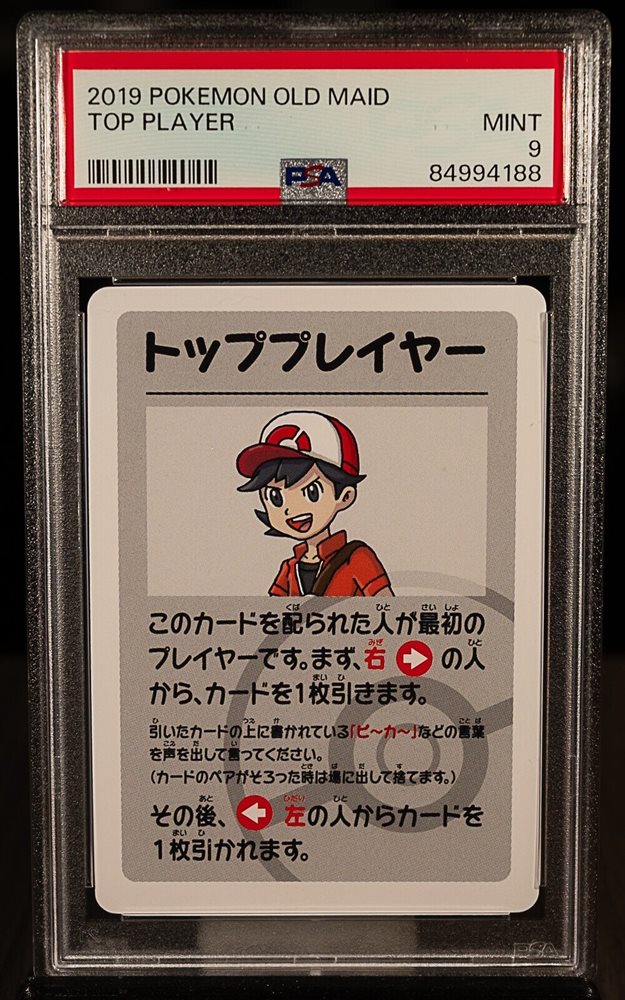 2019 POKEMON OLD MAID
TOP PLAYER
MINT
9
PSA
84994188
トッププレイヤー
このカードを配られた人が最初の
プレイヤーです。まず、右の人
から、カードを1枚引きます。
引いたカードの上に書かれている「ピ〜カ〜」などの言葉
を声を出して言ってください。
(カードのペアがそろった時は場に出して捨てます。)
その後、左の人からカードを
1枚引かれます。
PSA